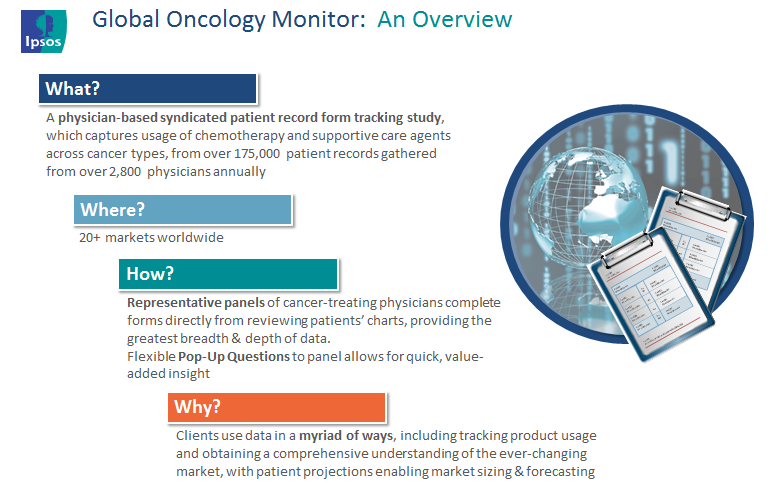 Ipsos
Global Oncology Monitor: An Overview
What?
A physician-based syndicated patient record form tracking study,
which captures usage of chemotherapy and supportive care agents
across cancer types, from over 175,000 patient records gathered
from over 2,800 physicians annually
Where?
20+ markets worldwide
How?
Representative panels of cancer-treating physicians complete
forms directly from reviewing patients’ charts, providing the
greatest breadth & depth of data.
Flexible Pop-Up Questions to panel allows for quick, value-
added insight
Why?
Clients use data in a myriad of ways, including tracking product usage
and obtaining a comprehensive understanding of the ever-changing
market, with patient projections enabling market sizing & forecasting